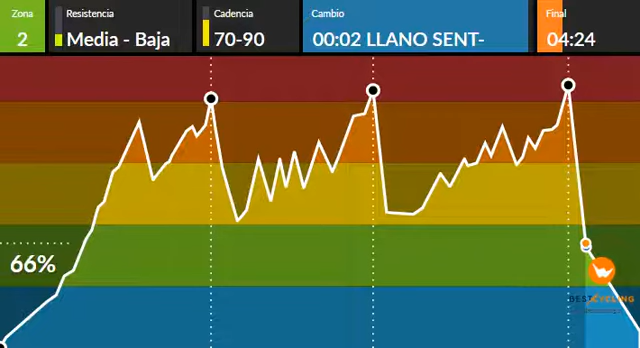 Zona
2
Resistencia
Media - Baja
Cadencia
70-90
Cambio
00:02 LLANO SENT-
Final
04:24
66%
BESTCYCLING